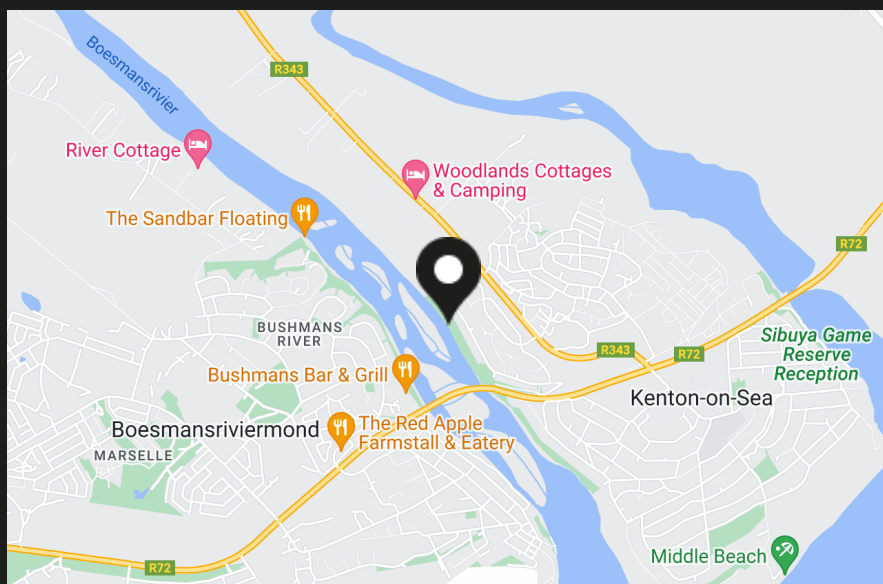 Boesmansrivier
R343
River Cottage
Woodlands Cottages
& Camping
The Sandbar Floating
R72
BUSHMANS
RIVER
Sibuya Game
Reserve
Reception
R343
R72
Bushmans Bar & Grill
Kenton-on-Sea
Boesmansriviermond
The Red Apple
Farmstall & Eatery
MARSELLE
Middle Beach
R72